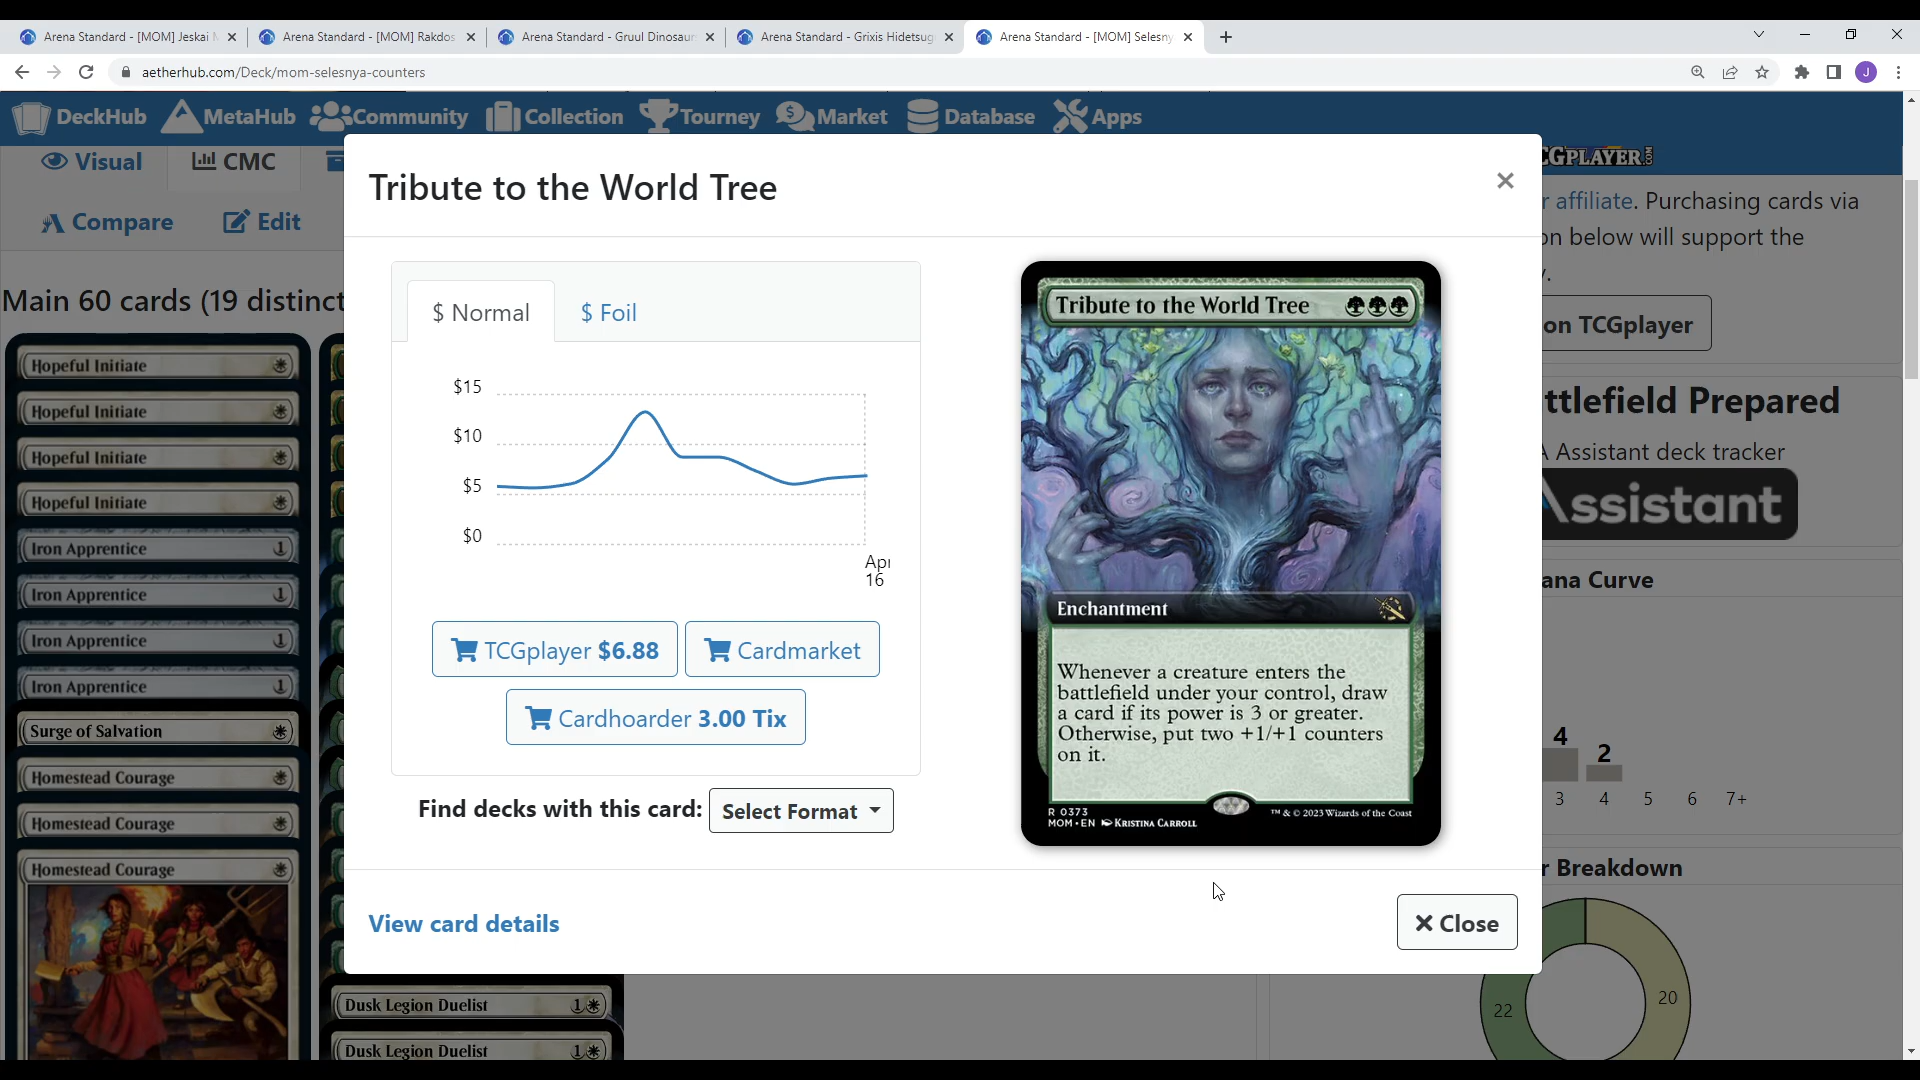 Arena Standard - [MOM] Jeskai
Arena Standard - [MOM] Rakdos
Arena Standard - Gruul Dinosaur
Arena Standard - Grixis Hidetsug
Arena Standard - [MOM] Selesny
aetherhub.com/Deck/mom-selesnya-counters
J
DeckHub
MetaHub
Community
Collection
Tourney
Market
Database
Apps
Visual
CMC
Compare
Edit
Main 60 cards (19 distinct
Hopeful Initiate
Hopeful Initiate
Hopeful Initiate
Hopeful Initiate
Iron Apprentice 1
Iron Apprentice 1
Iron Apprentice 1
Iron Apprentice 1
Surge of Salvation
Homestead Courage
Homestead Courage
Homestead Courage
Dusk Legion Duelist 1
Dusk Legion Duelist 1
Tribute to the World Tree
×
$ Normal
$ Foil
$15
$10
$5
$0
Apr
16
TCGplayer $6.88
Cardmarket
Cardhoarder 3.00 Tix
Find decks with this card:
Select Format
View card details
Close
Tribute to the World Tree
Enchantment
Whenever a creature enters the
battlefield under your control, draw
a card if its power is 3 or greater.
Otherwise, put two +1/+1 counters
on it.
R 0373
MOM • EN KRISTINA CARROLL
™ & © 2023 Wizards of the Coast
CGPLAYER.COM
r affiliate. Purchasing cards via
on below will support the
y.
on TCGplayer
ttlefield Prepared
A Assistant deck tracker
Assistant
ana Curve
4
2
3 4 5 6 7+
r Breakdown
22
20